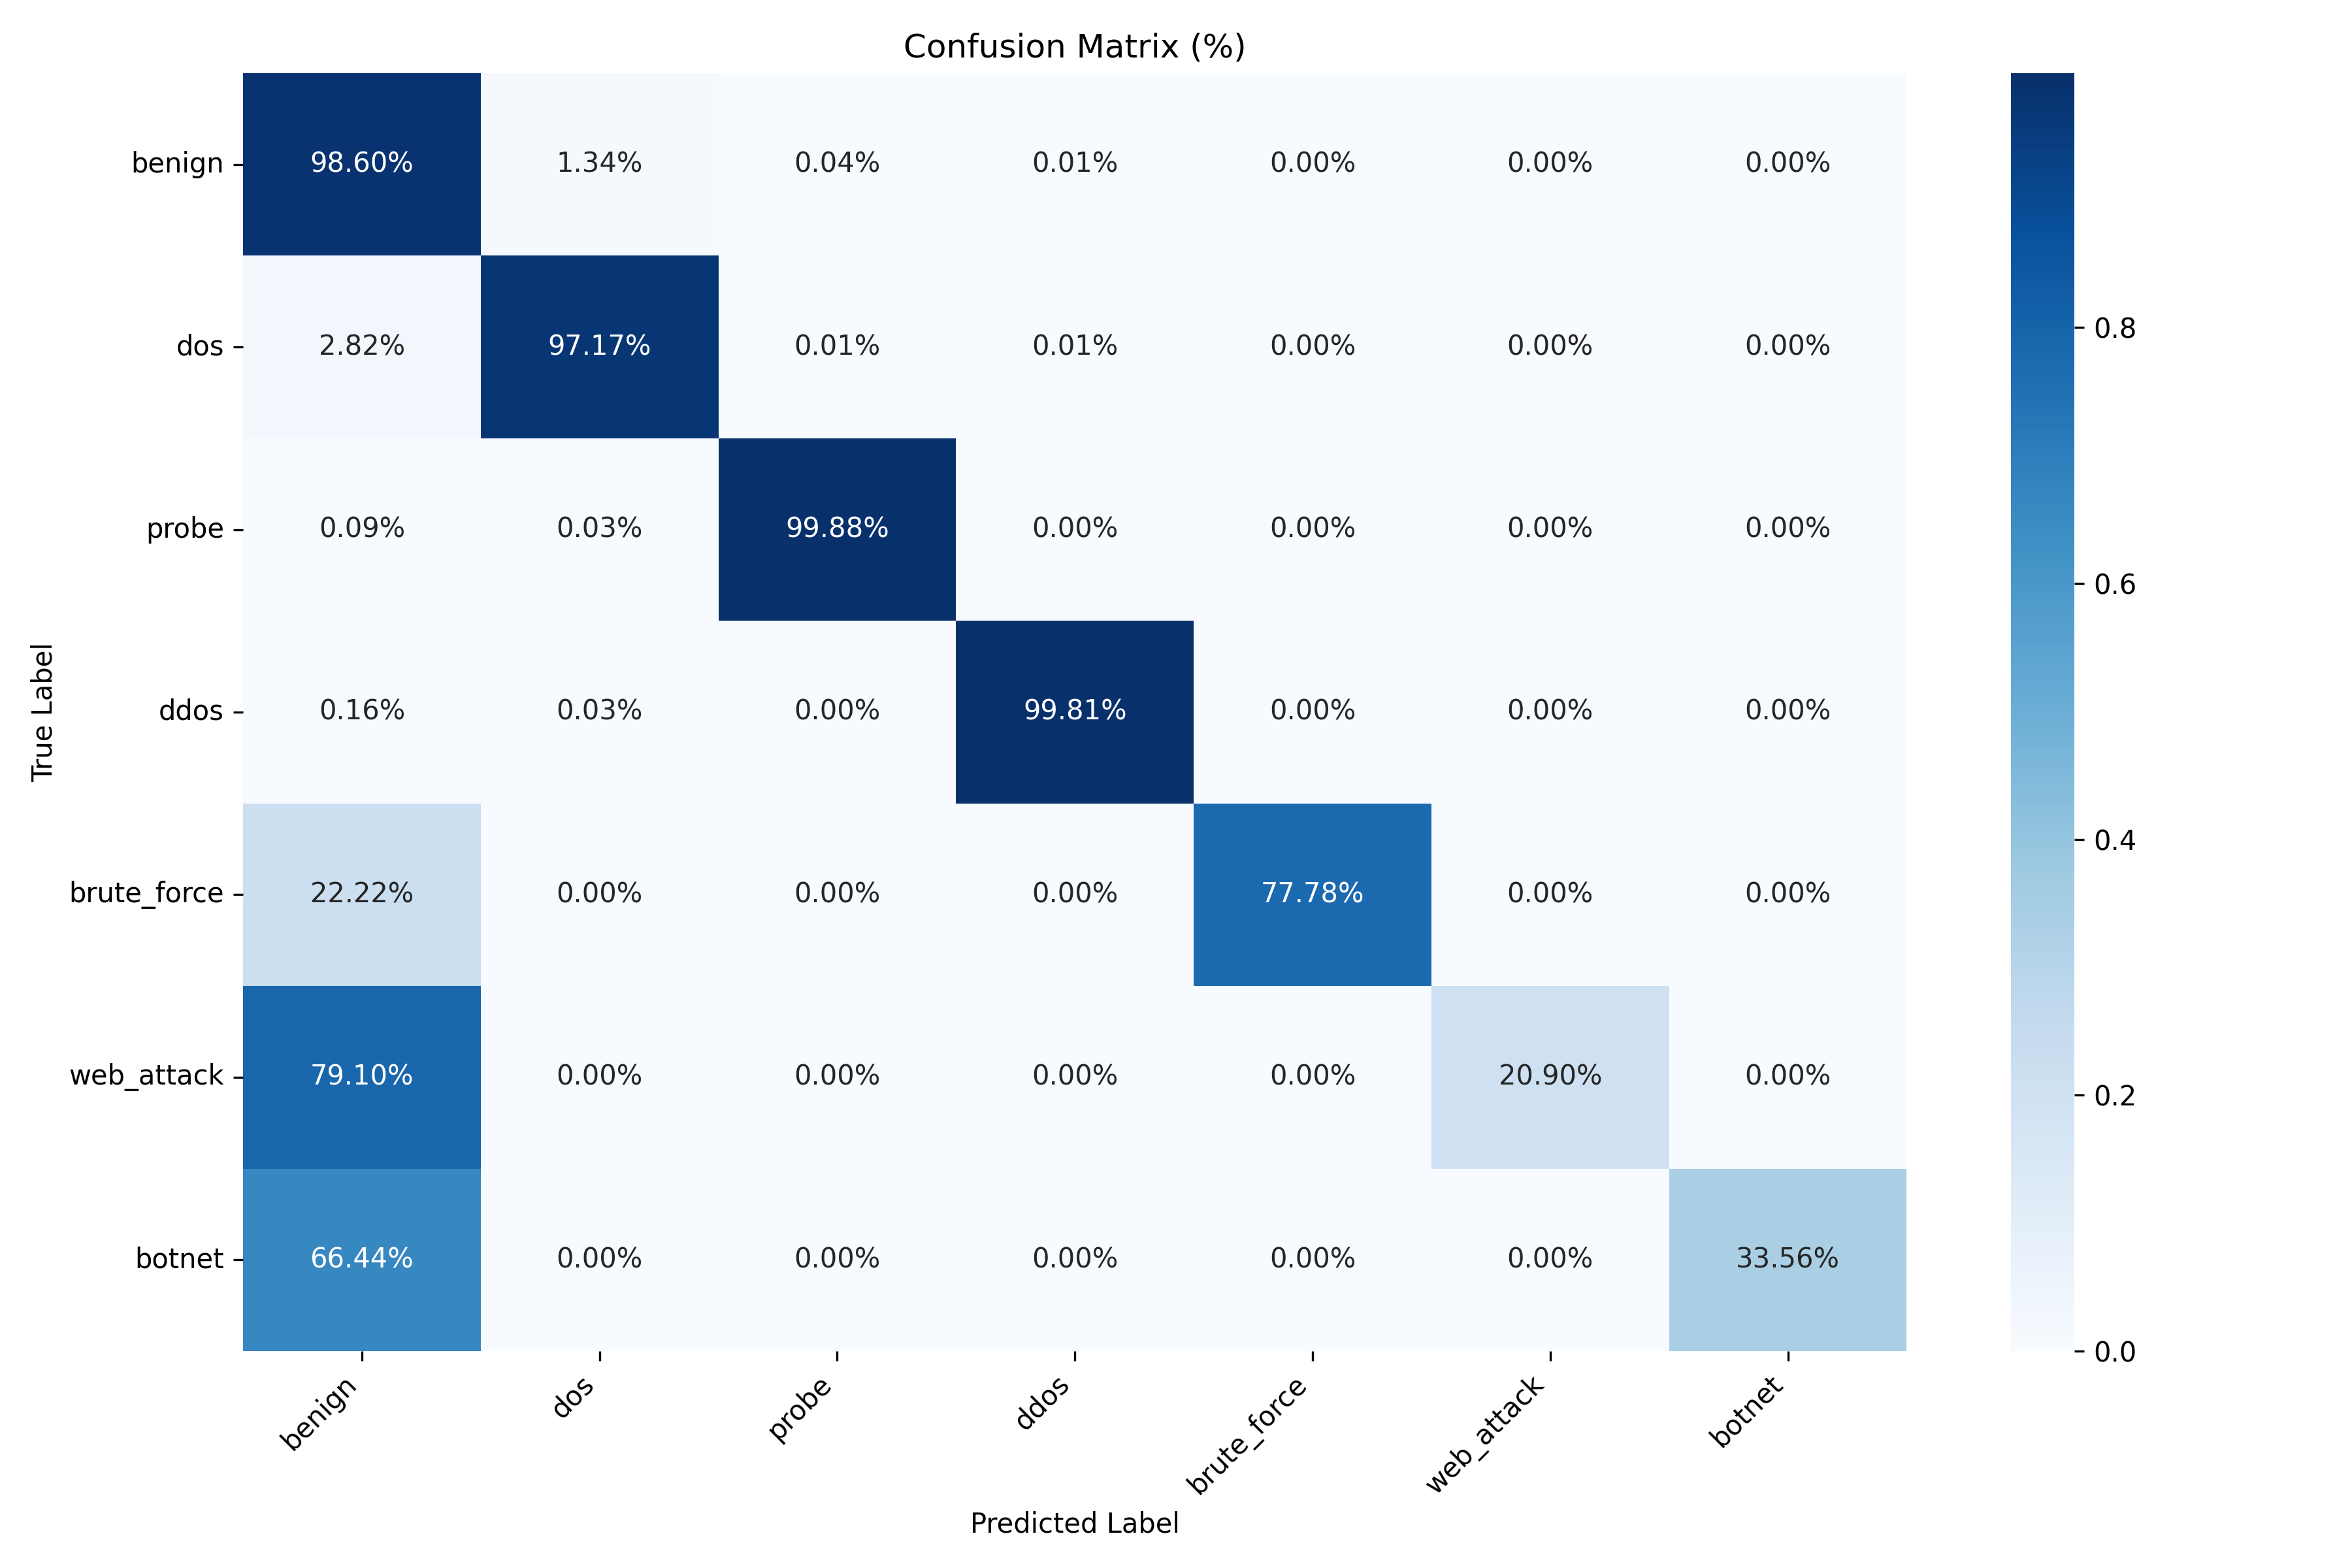 Confusion Matrix (%)
benign 98.60% 1.34% 0.04% 0.01% 0.00% 0.00% 0.00%
dos 2.82% 97.17% 0.01% 0.01% 0.00% 0.00% 0.00%
probe 0.09% 0.03% 99.88% 0.00% 0.00% 0.00% 0.00%
ddos 0.16% 0.03% 0.00% 99.81% 0.00% 0.00% 0.00%
brute_force 22.22% 0.00% 0.00% 0.00% 77.78% 0.00% 0.00%
web_attack 79.10% 0.00% 0.00% 0.00% 0.00% 20.90% 0.00%
botnet 66.44% 0.00% 0.00% 0.00% 0.00% 0.00% 33.56%
True Label
benign dos probe ddos brute_force web_attack botnet
Predicted Label
0.8
0.6
0.4
0.2
0.0